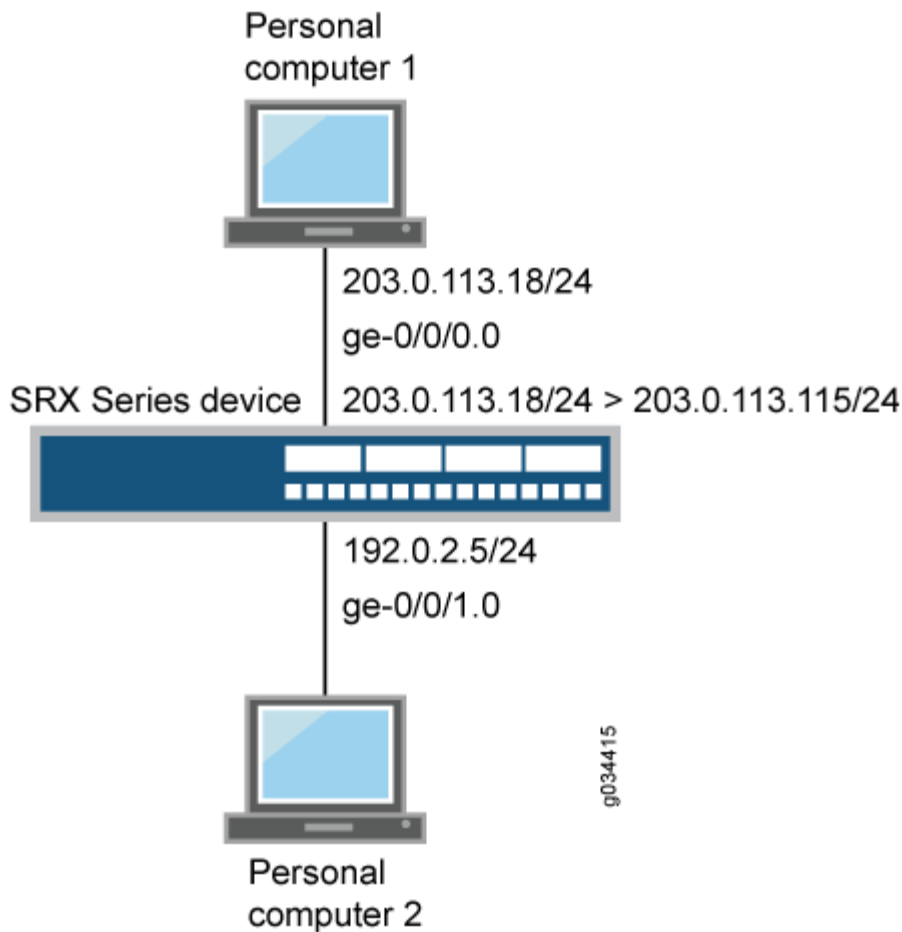 Personal
computer 1
203.0.113.18/24
ge-0/0/0.0
SRX Series device
203.0.113.18/24 > 203.0.113.115/24
192.0.2.5/24
ge-0/0/1.0
g034415
Personal
computer 2